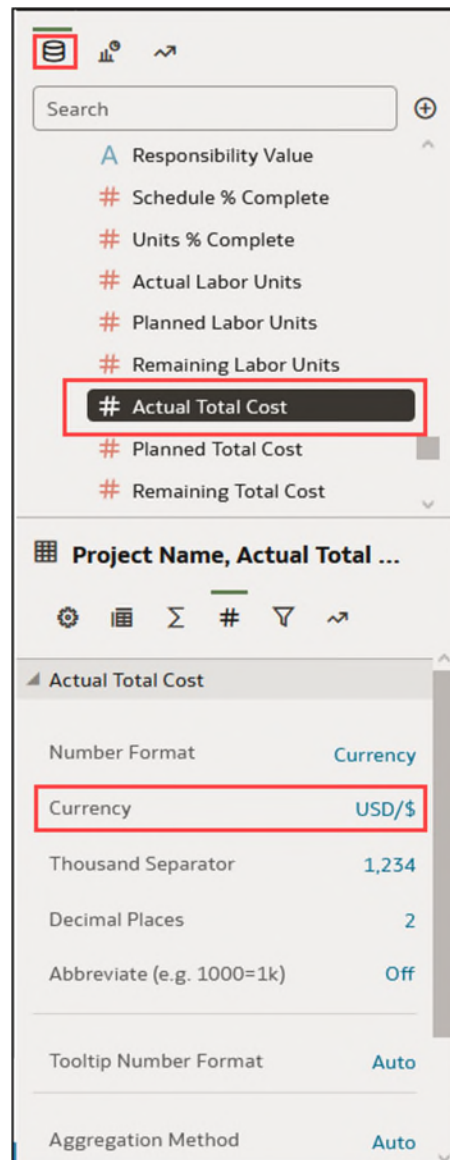 Search
A Responsibility Value
# Schedule % Complete
# Units % Complete
# Actual Labor Units
# Planned Labor Units
# Remaining Labor Units
# Actual Total Cost
# Planned Total Cost
# Remaining Total Cost
Project Name, Actual Total ...
Σ #
Actual Total Cost
Number Format Currency
Currency USD/$
Thousand Separator 1,234
Decimal Places 2
Abbreviate (e.g. 1000=1k) Off
Tooltip Number Format Auto
Aggregation Method Auto